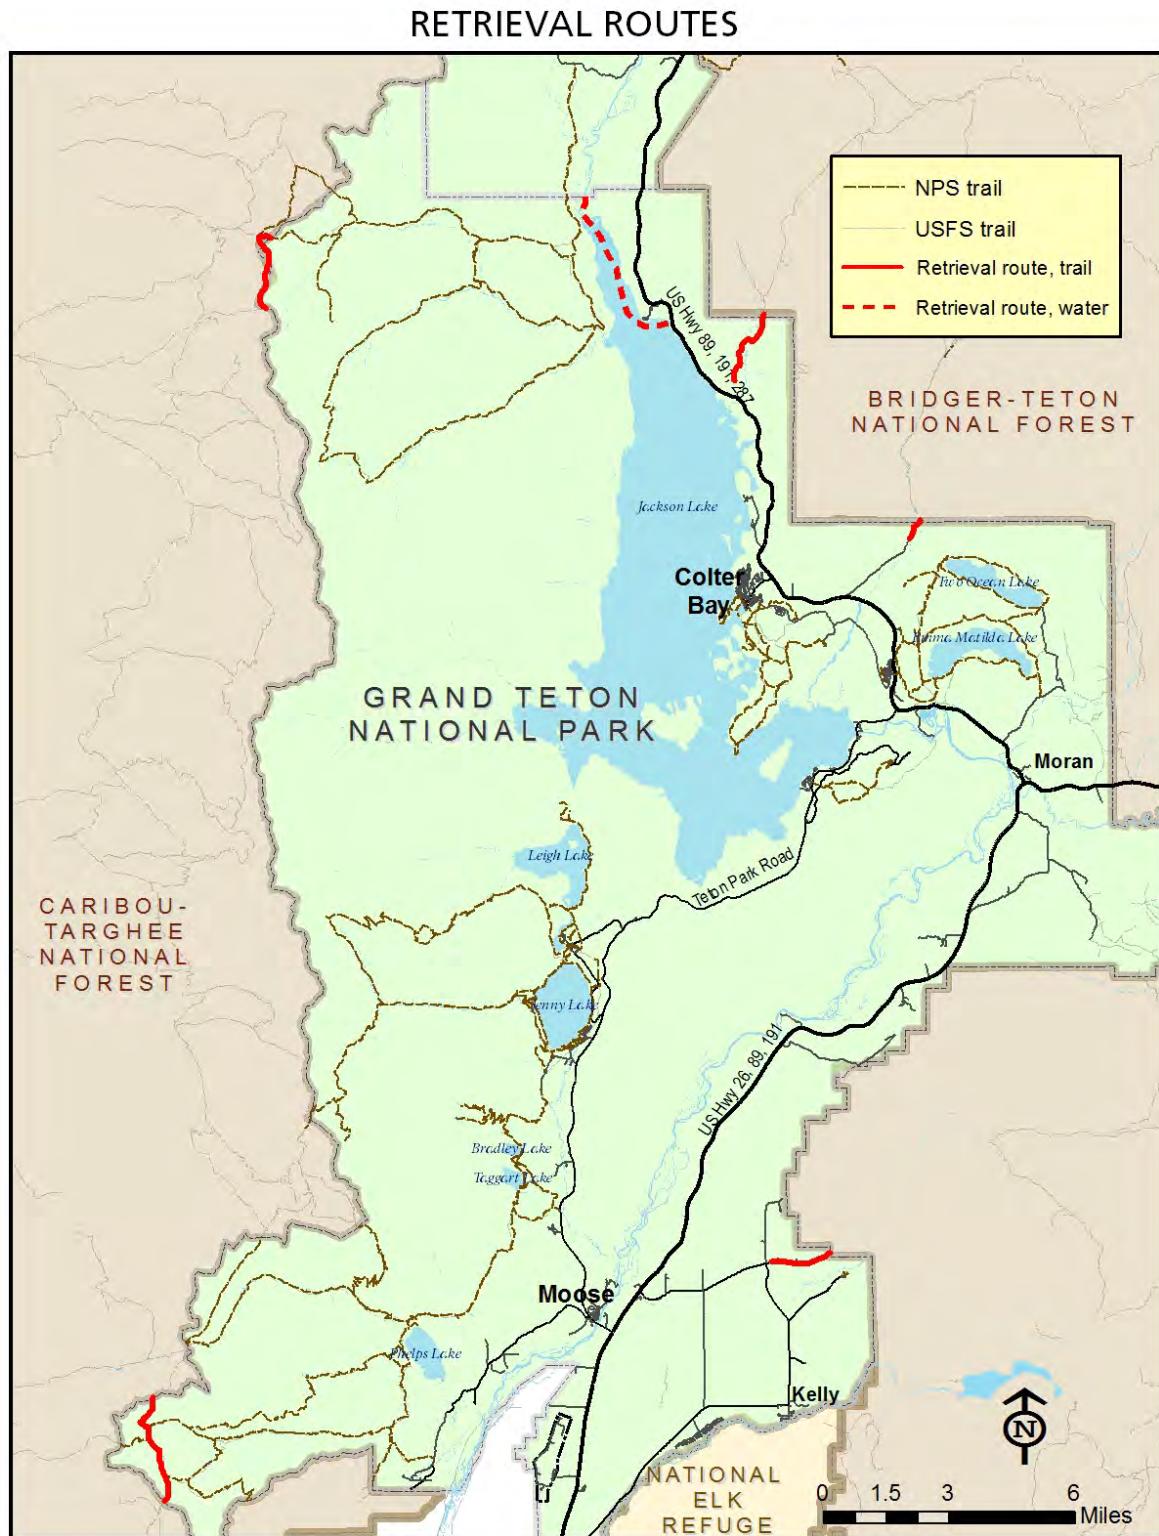 RETRIEVAL ROUTES
NPS trail
USFS trail
Retrieval route, trail
Retrieval route, water
US Hwy 89, 191, 287
BRIDGER-TETON
NATIONAL FOREST
Jackson Lake
Colter
Bay
Two Ocean Lake
Emma Matilda Lake
GRAND TETON
NATIONAL PARK
Moran
Leigh Lake
Teton Park Road
CARIBOU-
TARGHEE
NATIONAL
FOREST
Jenny Lake
US Hwy 26, 89, 191
Bradley Lake
Taggart Lake
Moose
Phelps Lake
Kelly
N
NATIONAL
ELK
REFUGE
0 1.5 3 6
Miles